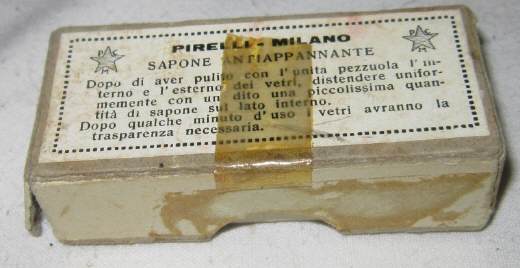 PIRELLI - MILANO
SAPONE ANTIAPPANNANTE
Dopo di aver pulito con l'unita pezzuola l'in-
terno e l'esterno dei vetri, distendere unifor-
memente con un dito una piccolissima quan-
tità di sapone sul lato interno.
Dopo qualche minuto d'uso i vetri avranno la
trasparenza necessaria.